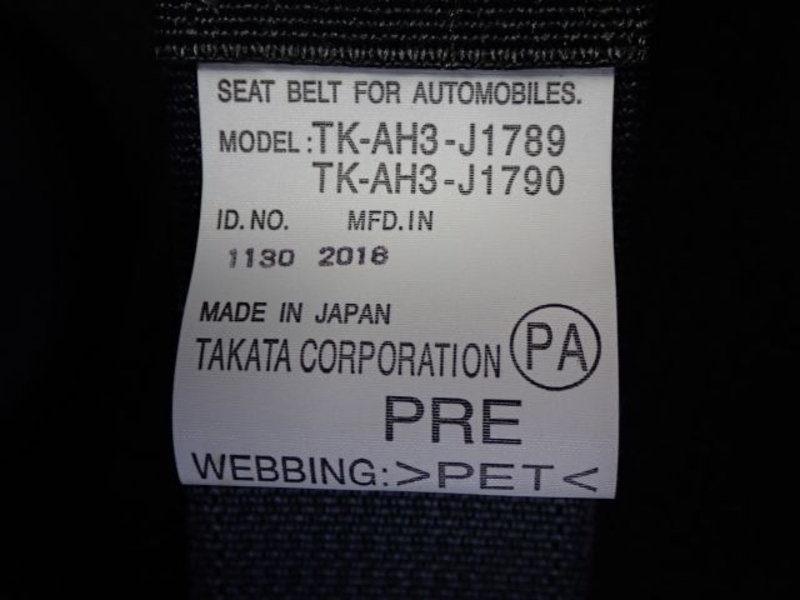 SEAT BELT FOR AUTOMOBILES.
MODEL:TK-AH3-J1789
TK-AH3-J1790
ID.NO. MFD.IN
1130 2016
MADE IN JAPAN
TAKATA CORPORATION PA
PRE
WEBBING:>PET<